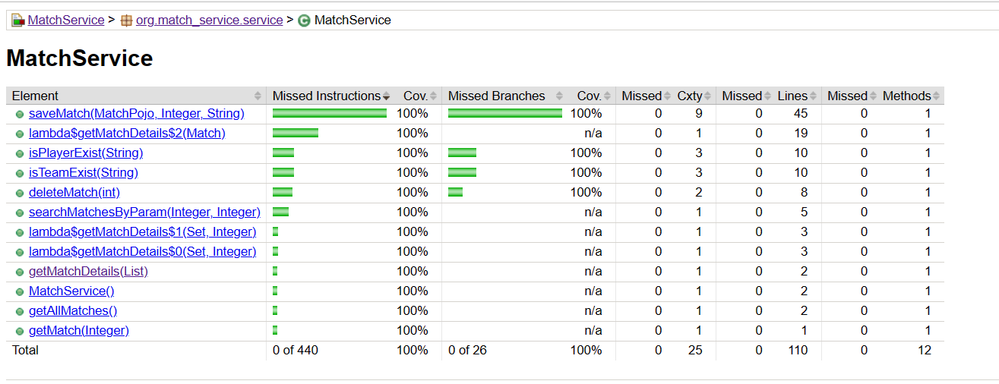 MatchService > org.match_service.service > MatchService
MatchService
Element Missed Instructions Cov. Missed Branches Cov. Missed Cxty Missed Lines Missed Methods
saveMatch(MatchPojo, Integer, String) 100% 100% 0 9 0 45 0 1
lambda$getMatchDetails$2(Match) 100% n/a 0 1 0 19 0 1
isPlayerExist(String) 100% 100% 0 3 0 10 0 1
isTeamExist(String) 100% 100% 0 3 0 10 0 1
deleteMatch(int) 100% 100% 0 2 0 8 0 1
searchMatchesByParam(Integer, Integer) 100% n/a 0 1 0 5 0 1
lambda$getMatchDetails$1(Set, Integer) 100% n/a 0 1 0 3 0 1
lambda$getMatchDetails$0(Set, Integer) 100% n/a 0 1 0 3 0 1
getMatchDetails(List) 100% n/a 0 1 0 2 0 1
MatchService() 100% n/a 0 1 0 2 0 1
getAllMatches() 100% n/a 0 1 0 2 0 1
getMatch(Integer) 100% n/a 0 1 0 1 0 1
Total 0 of 440 100% 0 of 26 100% 0 25 0 110 0 12